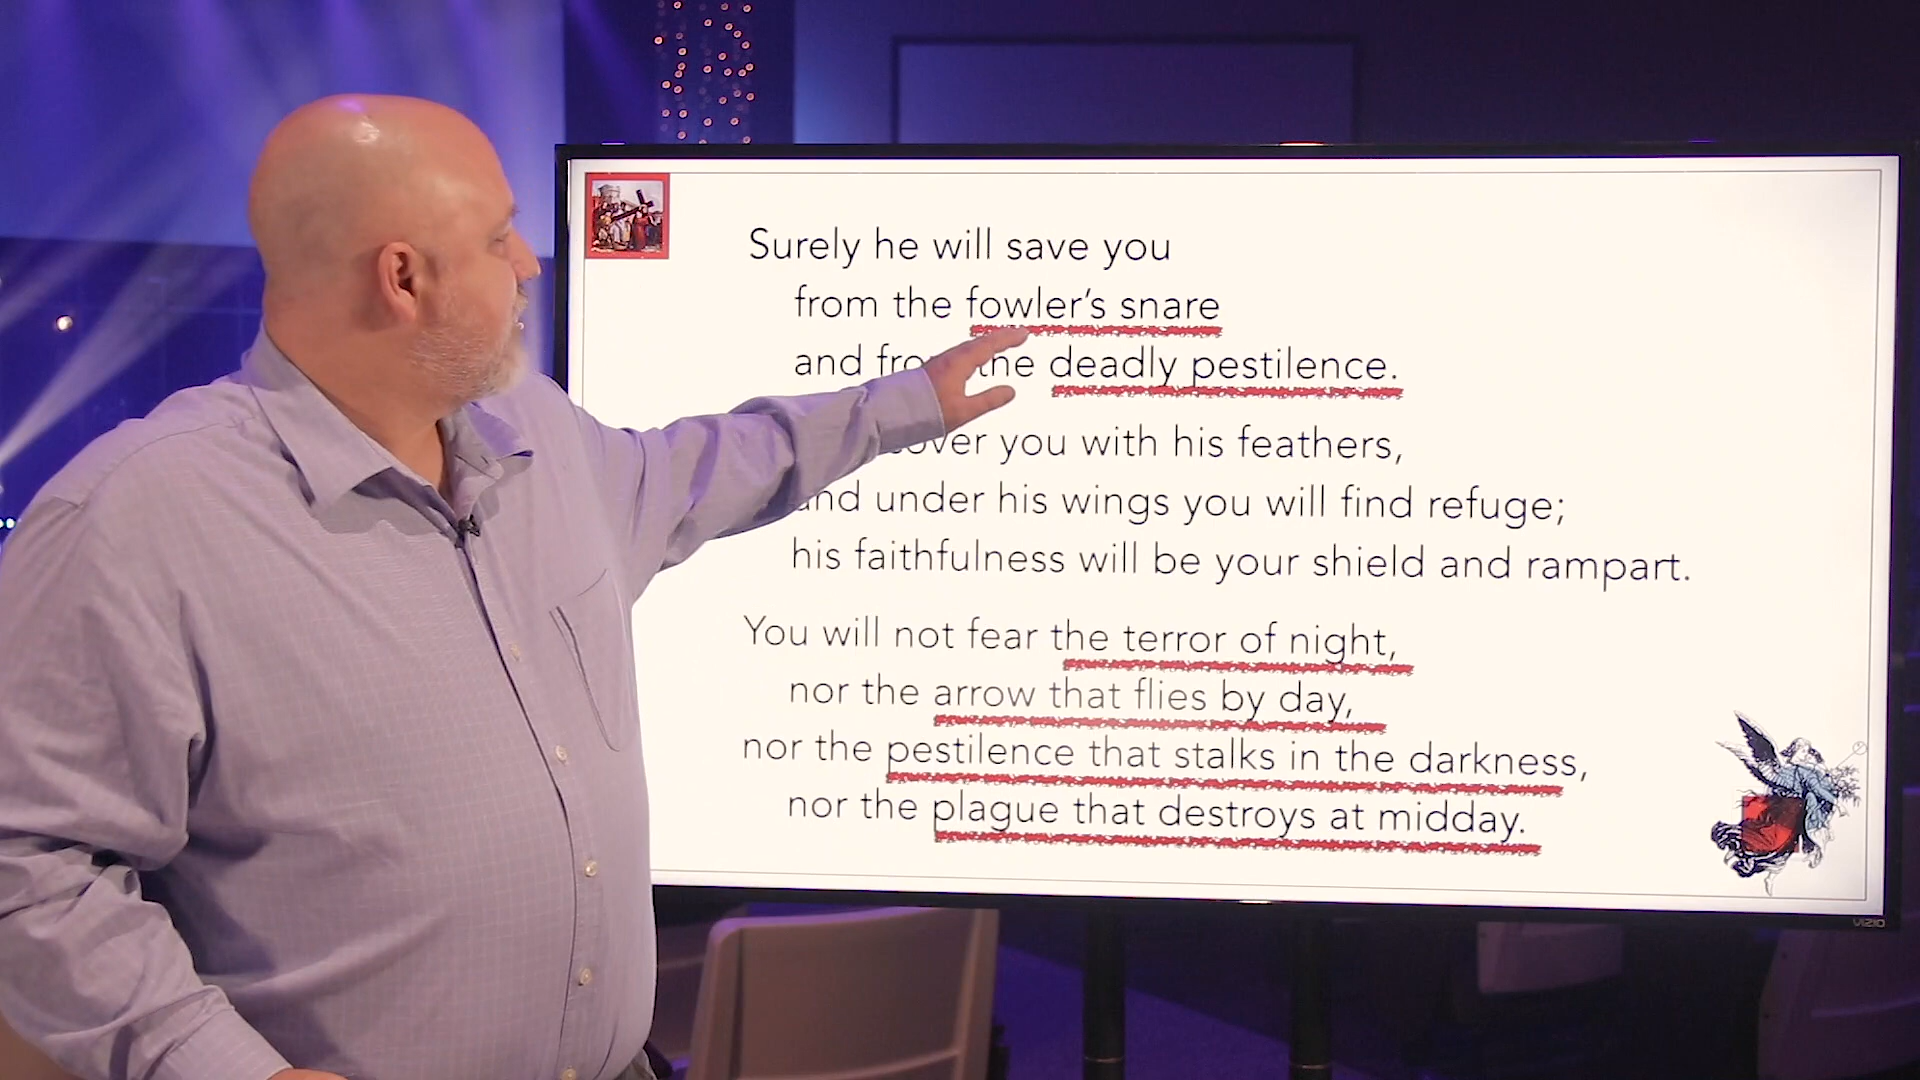 Surely he will save you
from the fowler's snare
and the deadly pestilence.
you with his feathers,
and under his wings you will find refuge;
his faithfulness will be your shield and rampart.
You will not fear the terror of night,
nor the arrow that flies by day,
nor the pestilence that stalks in the darkness,
nor the plague that destroys at midday.
VIZIO